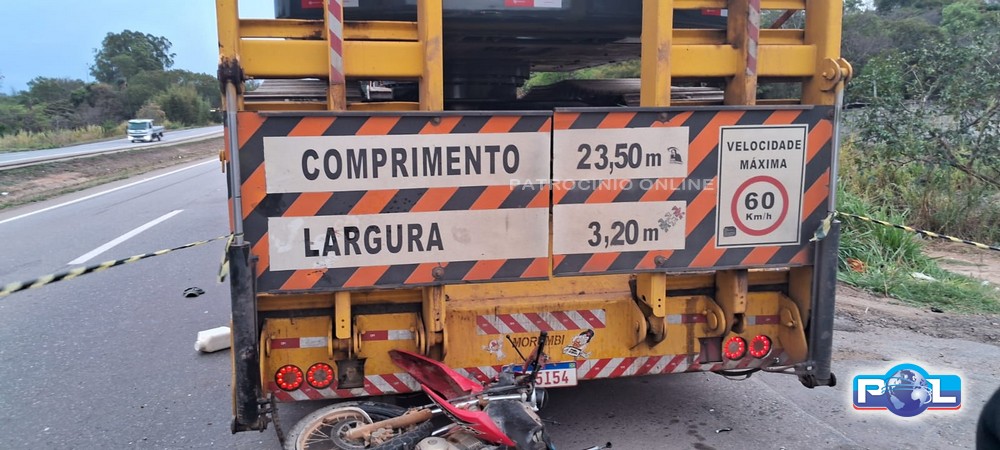 COMPRIMENTO
23,50 m
VELOCIDADE
MÁXIMA
60
Km/h
PATROCINIO ONLINE
LARGURA
3,20 m
MORUMBI
5154
POL